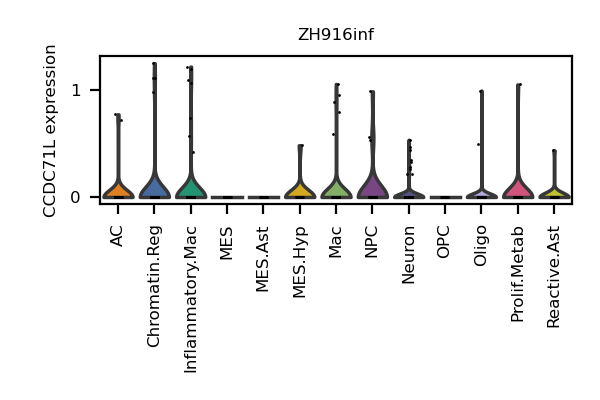 ZH916inf
CCDC71L expression
1
0
AC
Chromatin.Reg
Inflammatory.Mac
MES
MES.Ast
MES.Hyp
Mac
NPC
Neuron
OPC
Oligo
Prolif.Metab
Reactive.Ast